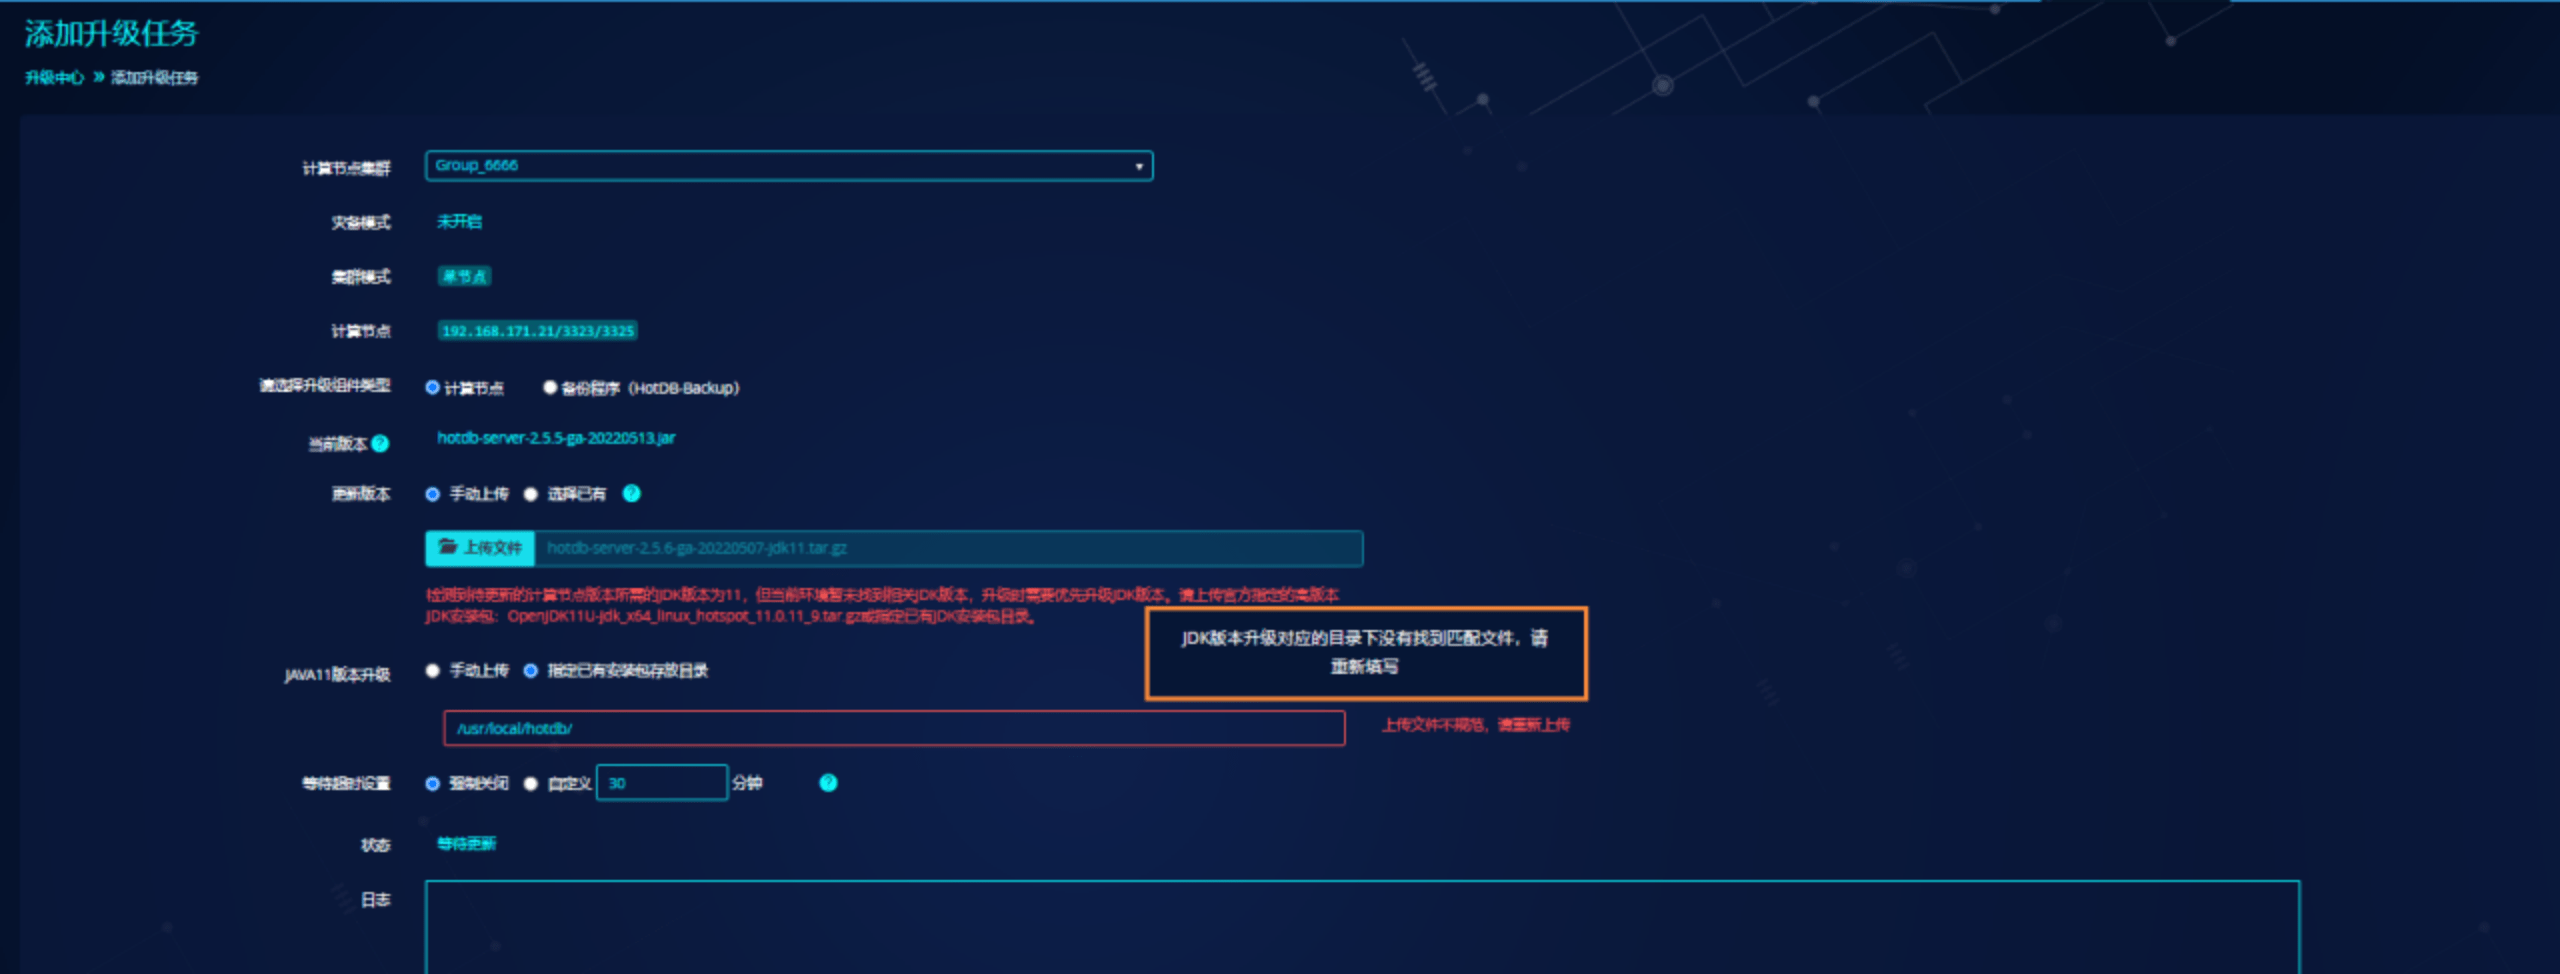 添加升级任务
升级中心 » 添加升级任务
计算节点集群 Group_6666
灾备模式 未开启
集群模式 单节点
计算节点 192.168.171.21/3323/3325
请选择升级组件类型 计算节点 备份程序（HotDB-Backup）
当前版本 ? hotdb-server-2.5.5-ga-20220513.jar
更新版本 手动上传 选择已有 ?
上传文件 hotdb-server-2.5.6-ga-20220507-jdk11.tar.gz
检测到待更新的计算节点版本所需的JDK版本为11，但当前环境暂未找到相关JDK版本，升级时需要优先升级JDK版本。请上传官方指定的高版本
JDK安装包：OpenJDK11U-jdk_x64_linux_hotspot_11.0.11_9.tar.gz或指定已有JDK安装包目录。
JDK版本升级对应的目录下没有找到匹配文件，请
重新填写
JAVA11版本升级 手动上传 指定已有安装包存放目录
/usr/local/hotdb/ 上传文件不规范，请重新上传
等待超时设置 强制关闭 自定义 30 分钟 ?
状态 等待更新
日志